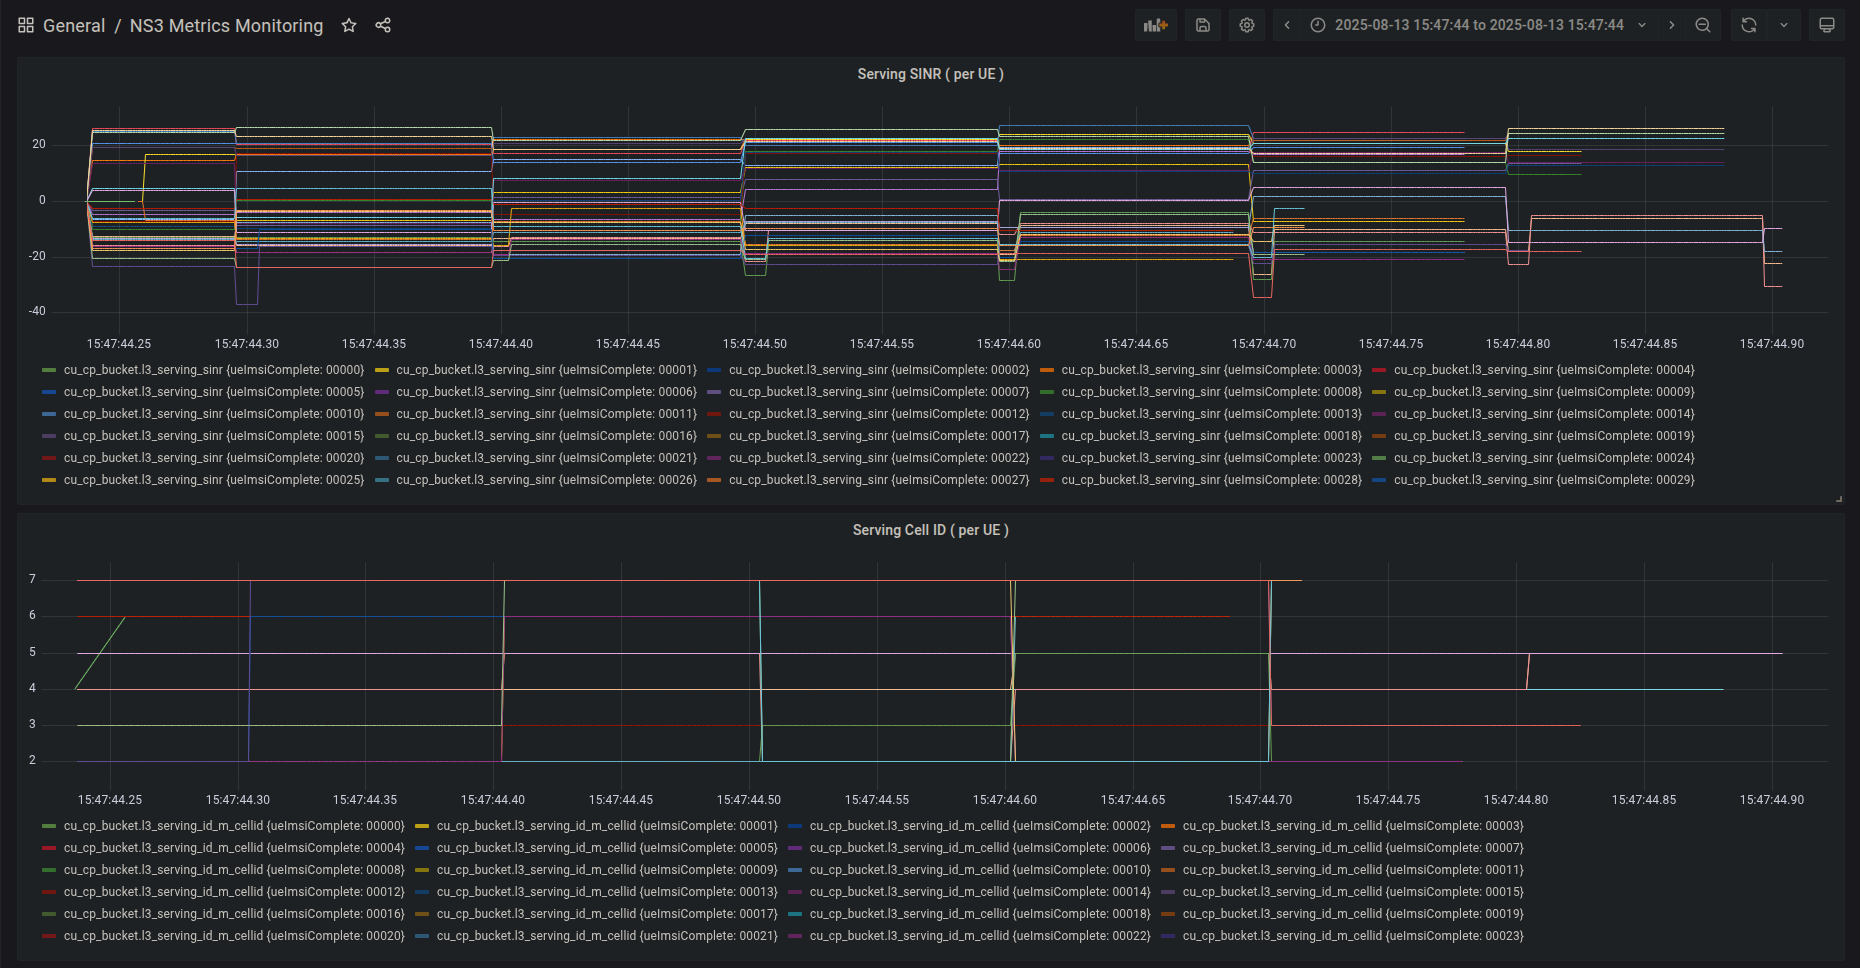 General / NS3 Metrics Monitoring
2025-08-13 15:47:44 to 2025-08-13 15:47:44
Serving SINR ( per UE )
20
0
-20
-40
15:47:44.25 15:47:44.30 15:47:44.35 15:47:44.40 15:47:44.45 15:47:44.50 15:47:44.55 15:47:44.60 15:47:44.65 15:47:44.70 15:47:44.75 15:47:44.80 15:47:44.85 15:47:44.90
cu_cp_bucket.l3_serving_sinr {ueImsiComplete: 00000} cu_cp_bucket.l3_serving_sinr {ueImsiComplete: 00001} cu_cp_bucket.l3_serving_sinr {ueImsiComplete: 00002} cu_cp_bucket.l3_serving_sinr {ueImsiComplete: 00003} cu_cp_bucket.l3_serving_sinr {ueImsiComplete: 00004}
cu_cp_bucket.l3_serving_sinr {ueImsiComplete: 00005} cu_cp_bucket.l3_serving_sinr {ueImsiComplete: 00006} cu_cp_bucket.l3_serving_sinr {ueImsiComplete: 00007} cu_cp_bucket.l3_serving_sinr {ueImsiComplete: 00008} cu_cp_bucket.l3_serving_sinr {ueImsiComplete: 00009}
cu_cp_bucket.l3_serving_sinr {ueImsiComplete: 00010} cu_cp_bucket.l3_serving_sinr {ueImsiComplete: 00011} cu_cp_bucket.l3_serving_sinr {ueImsiComplete: 00012} cu_cp_bucket.l3_serving_sinr {ueImsiComplete: 00013} cu_cp_bucket.l3_serving_sinr {ueImsiComplete: 00014}
cu_cp_bucket.l3_serving_sinr {ueImsiComplete: 00015} cu_cp_bucket.l3_serving_sinr {ueImsiComplete: 00016} cu_cp_bucket.l3_serving_sinr {ueImsiComplete: 00017} cu_cp_bucket.l3_serving_sinr {ueImsiComplete: 00018} cu_cp_bucket.l3_serving_sinr {ueImsiComplete: 00019}
cu_cp_bucket.l3_serving_sinr {ueImsiComplete: 00020} cu_cp_bucket.l3_serving_sinr {ueImsiComplete: 00021} cu_cp_bucket.l3_serving_sinr {ueImsiComplete: 00022} cu_cp_bucket.l3_serving_sinr {ueImsiComplete: 00023} cu_cp_bucket.l3_serving_sinr {ueImsiComplete: 00024}
cu_cp_bucket.l3_serving_sinr {ueImsiComplete: 00025} cu_cp_bucket.l3_serving_sinr {ueImsiComplete: 00026} cu_cp_bucket.l3_serving_sinr {ueImsiComplete: 00027} cu_cp_bucket.l3_serving_sinr {ueImsiComplete: 00028} cu_cp_bucket.l3_serving_sinr {ueImsiComplete: 00029}
Serving Cell ID ( per UE )
7
6
5
4
3
2
15:47:44.25 15:47:44.30 15:47:44.35 15:47:44.40 15:47:44.45 15:47:44.50 15:47:44.55 15:47:44.60 15:47:44.65 15:47:44.70 15:47:44.75 15:47:44.80 15:47:44.85 15:47:44.90
cu_cp_bucket.l3_serving_id_m_cellid {ueImsiComplete: 00000} cu_cp_bucket.l3_serving_id_m_cellid {ueImsiComplete: 00001} cu_cp_bucket.l3_serving_id_m_cellid {ueImsiComplete: 00002} cu_cp_bucket.l3_serving_id_m_cellid {ueImsiComplete: 00003}
cu_cp_bucket.l3_serving_id_m_cellid {ueImsiComplete: 00004} cu_cp_bucket.l3_serving_id_m_cellid {ueImsiComplete: 00005} cu_cp_bucket.l3_serving_id_m_cellid {ueImsiComplete: 00006} cu_cp_bucket.l3_serving_id_m_cellid {ueImsiComplete: 00007}
cu_cp_bucket.l3_serving_id_m_cellid {ueImsiComplete: 00008} cu_cp_bucket.l3_serving_id_m_cellid {ueImsiComplete: 00009} cu_cp_bucket.l3_serving_id_m_cellid {ueImsiComplete: 00010} cu_cp_bucket.l3_serving_id_m_cellid {ueImsiComplete: 00011}
cu_cp_bucket.l3_serving_id_m_cellid {ueImsiComplete: 00012} cu_cp_bucket.l3_serving_id_m_cellid {ueImsiComplete: 00013} cu_cp_bucket.l3_serving_id_m_cellid {ueImsiComplete: 00014} cu_cp_bucket.l3_serving_id_m_cellid {ueImsiComplete: 00015}
cu_cp_bucket.l3_serving_id_m_cellid {ueImsiComplete: 00016} cu_cp_bucket.l3_serving_id_m_cellid {ueImsiComplete: 00017} cu_cp_bucket.l3_serving_id_m_cellid {ueImsiComplete: 00018} cu_cp_bucket.l3_serving_id_m_cellid {ueImsiComplete: 00019}
cu_cp_bucket.l3_serving_id_m_cellid {ueImsiComplete: 00020} cu_cp_bucket.l3_serving_id_m_cellid {ueImsiComplete: 00021} cu_cp_bucket.l3_serving_id_m_cellid {ueImsiComplete: 00022} cu_cp_bucket.l3_serving_id_m_cellid {ueImsiComplete: 00023}